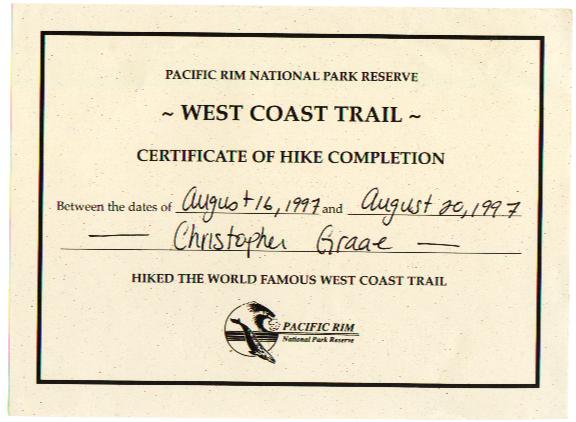 PACIFIC RIM NATIONAL PARK RESERVE
~ WEST COAST TRAIL ~
CERTIFICATE OF HIKE COMPLETION
Between the dates of August 16, 1997 and August 20, 1997
— Christopher Graae —
HIKED THE WORLD FAMOUS WEST COAST TRAIL
PACIFIC RIM
National Park Reserve